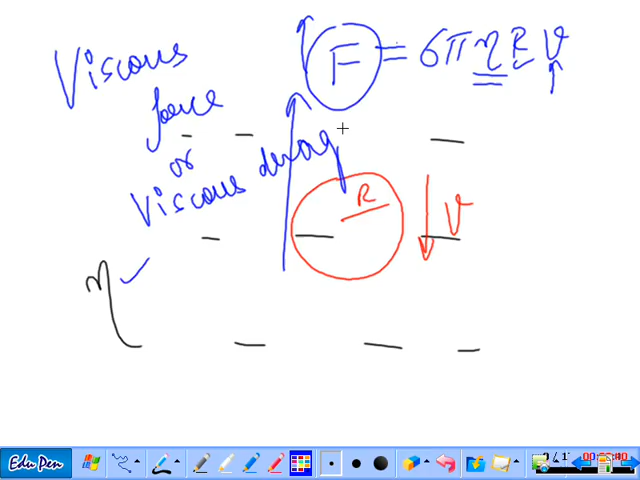 Viscous
force
or
Viscous drag
F = 6πηRV
R
V
η
Edu Pen